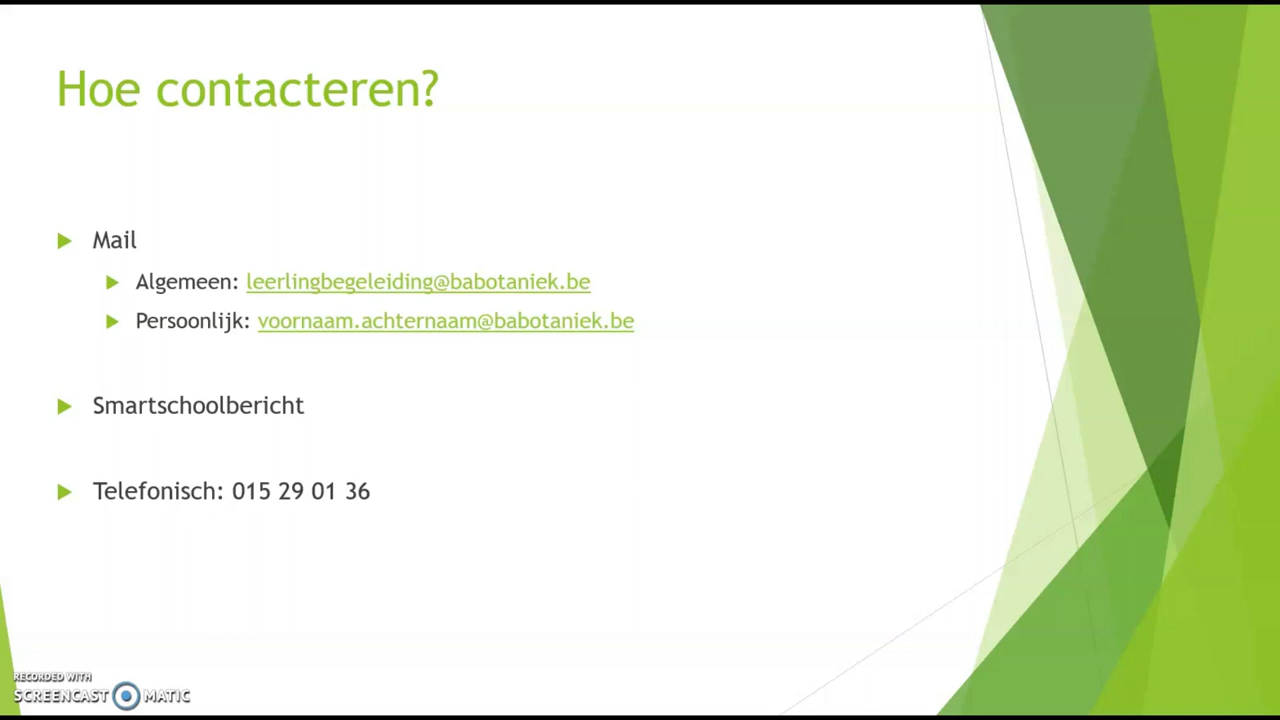 Hoe contacteren?
Mail
Algemeen: leerlingbegeleiding@babotaniek.be
Persoonlijk: voornaam.achternaam@babotaniek.be
Smartschoolbericht
Telefonisch: 015 29 01 36
RECORDED WITH
SCREENCAST MATIC